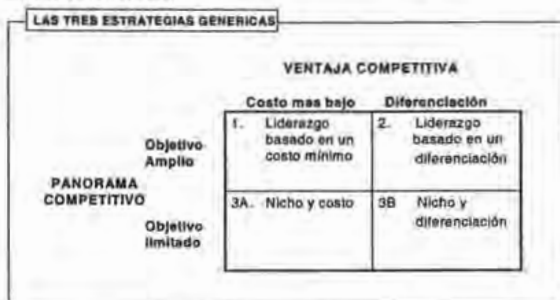 LAS TRES ESTRATEGIAS GENERICAS
VENTAJA COMPETITIVA
Costo mas bajo Diferenciación
Objetivo Amplio
1. Liderazgo basado en un costo mínimo
2. Liderazgo basado en un diferenciación
PANORAMA COMPETITIVO
Objetivo limitado
3A. Nicho y costo
3B Nicho y diferenciación